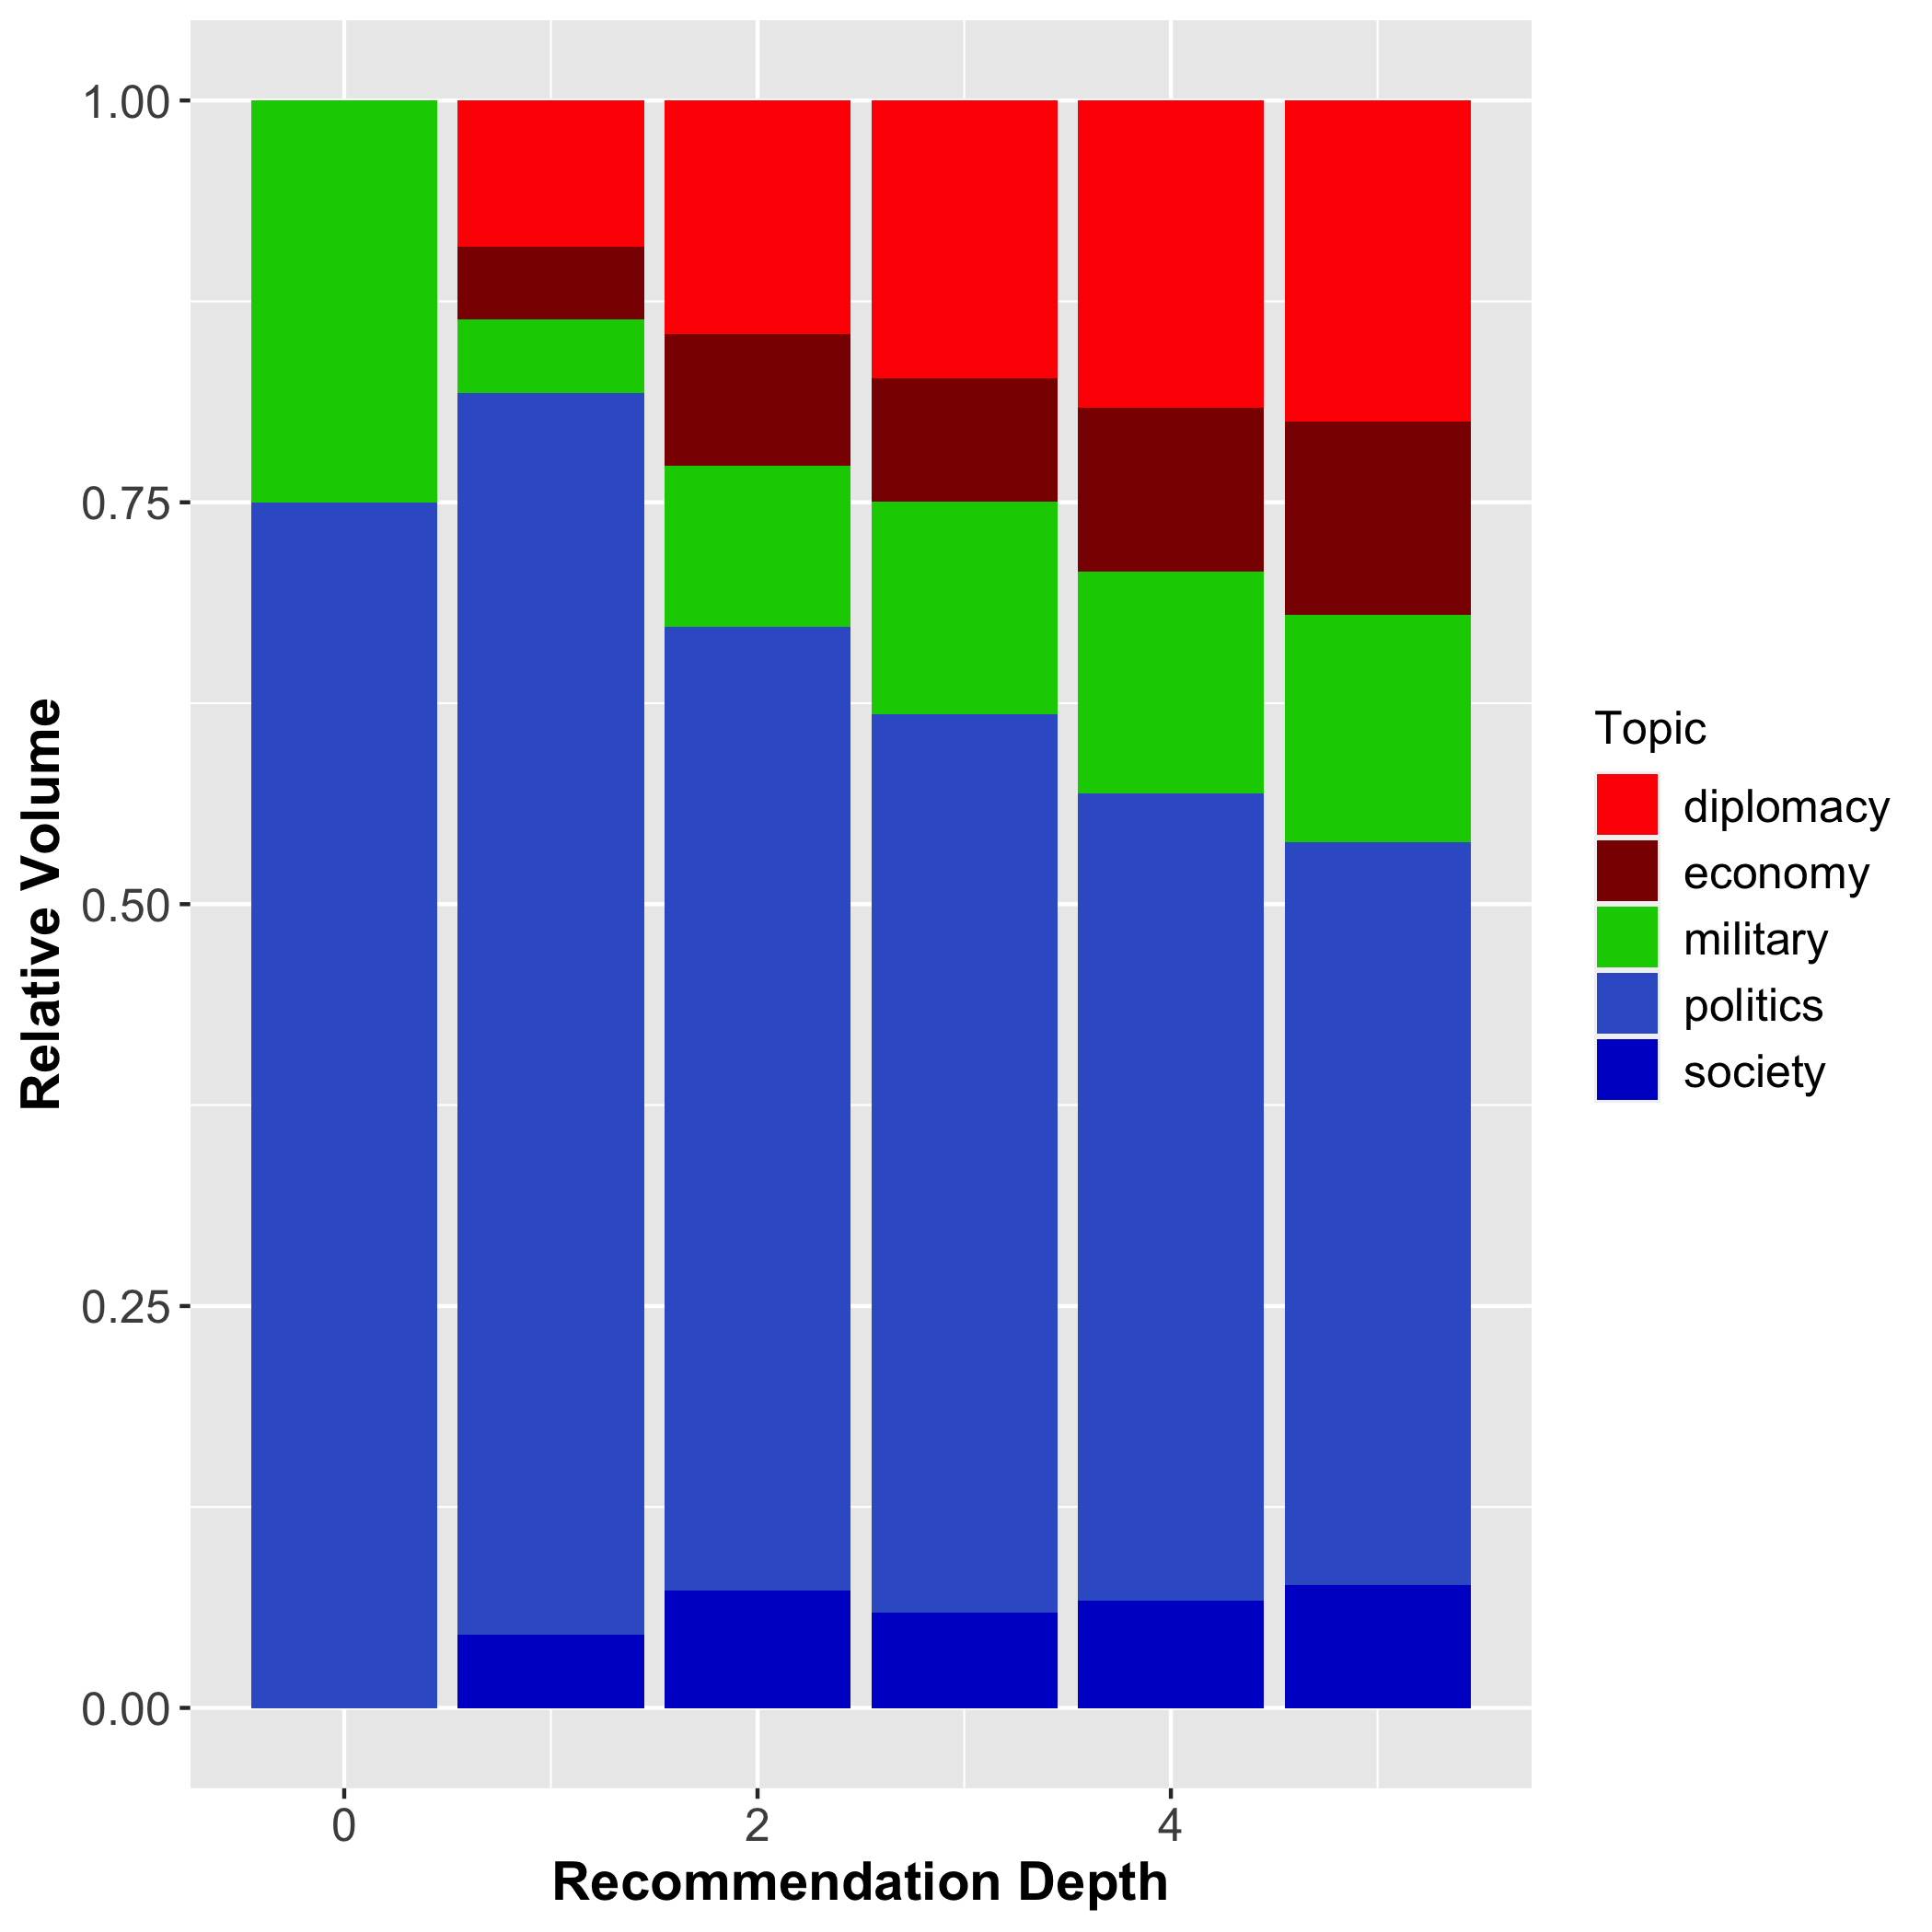 1.00
0.75
0.50
0.25
0.00
Relative Volume
0 2 4
Recommendation Depth
Topic
diplomacy
economy
military
politics
society